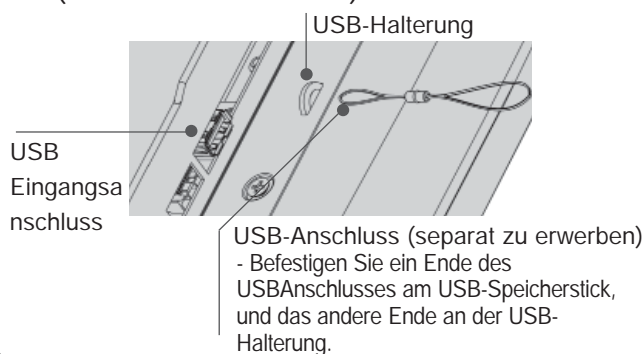 USB-Halterung
USB
Eingangsa
nschluss
USB-Anschluss (separat zu erwerben)
- Befestigen Sie ein Ende des
USBAnschlusses am USB-Speicherstick,
und das andere Ende an der USB-
Halterung.